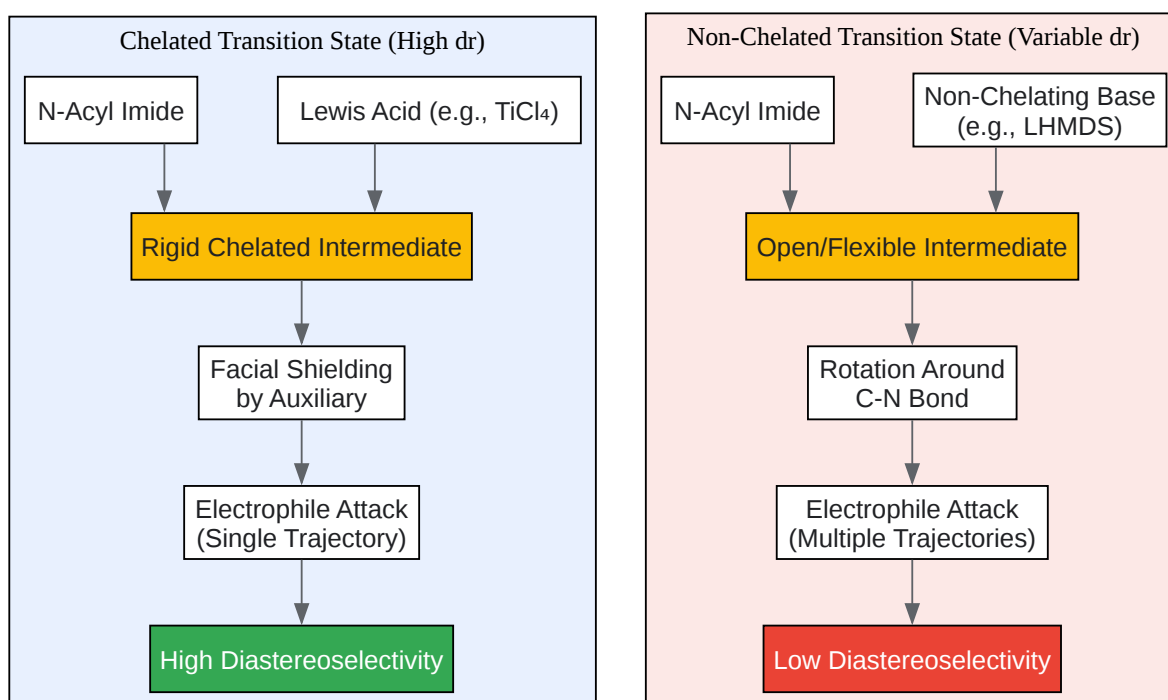 Chelated Transition State (High dr)
N-Acyl Imide
Lewis Acid (e.g., TiCl₄)
Rigid Chelated Intermediate
Facial Shielding
by Auxiliary
Electrophile Attack
(Single Trajectory)
High Diastereoselectivity
Non-Chelated Transition State (Variable dr)
N-Acyl Imide
Non-Chelating Base
(e.g., LHMDS)
Open/Flexible Intermediate
Rotation Around
C-N Bond
Electrophile Attack
(Multiple Trajectories)
Low Diastereoselectivity